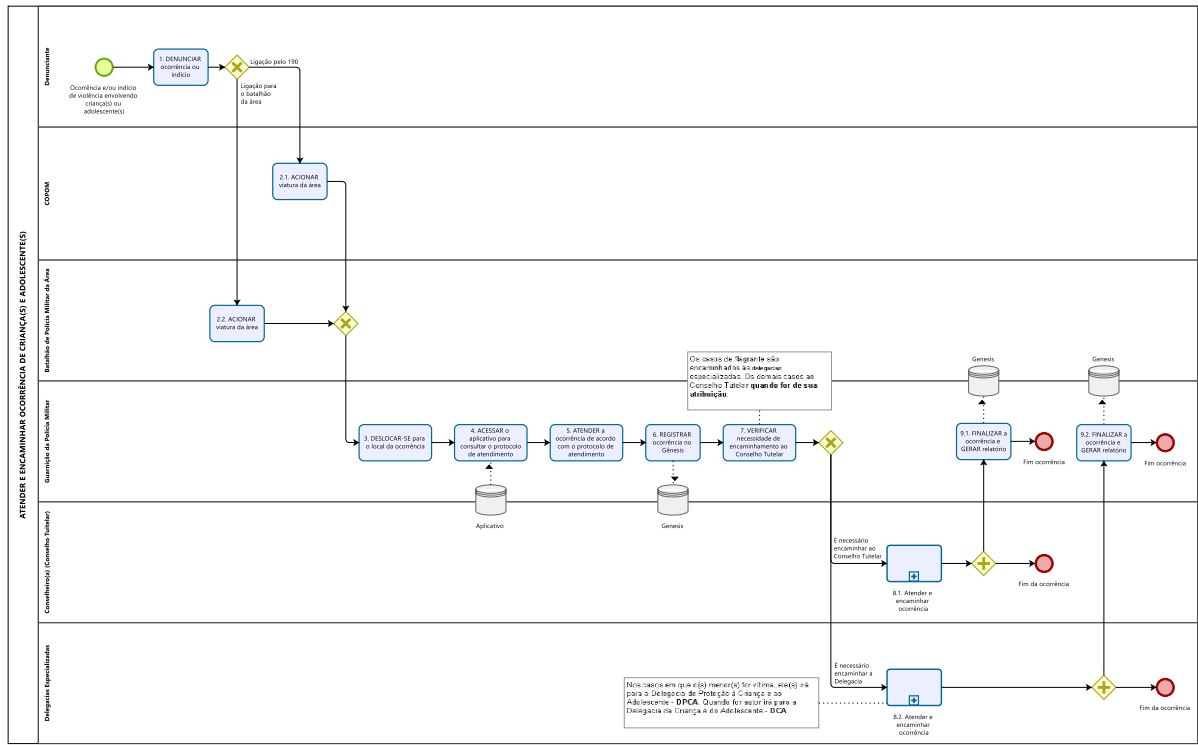 ATENDER E ENCAMINHAR OCORRÊNCIA DE CRIANÇA(S) E ADOLESCENTE(S)
Denunciante
Ocorrência e/ou indício
de violência envolvendo
criança(s) ou
adolescente(s)
1. DENUNCIAR
ocorrência ou
indício
Ligação pelo 190
Ligação para
o batalhão
da área
COPOM
2.1. ACIONAR
viatura da área
Batalhão de Polícia Militar da Área
2.2. ACIONAR
viatura da área
Guarnição de Polícia Militar
3. DESLOCAR-SE para
o local da ocorrência
4. ACESSAR o
aplicativo para
consultar o protocolo
de atendimento
Aplicativo
5. ATENDER a
ocorrência de acordo
com o protocolo de
atendimento
6. REGISTRAR
ocorrência no
Gênesis
Genesis
7. VERIFICAR
necessidade de
encaminhamento ao
Conselho Tutelar
Os casos de flagrante são
encaminhados às delegacias
especializadas. Os demais casos ao
Conselho Tutelar quando for de sua
atribuição.
Genesis
9.1. FINALIZAR a
ocorrência e
GERAR relatório
Fim ocorrência
Genesis
9.2. FINALIZAR a
ocorrência e
GERAR relatório
Fim ocorrência
Conselheiro(a) (Conselho Tuitelar)
É necessário
encaminhar ao
Conselho Tutelar
8.1. Atender e
encaminhar
ocorrência
Fim da ocorrência
Delegacias Especializadas
É necessário
encaminhar a
Delegacia
Nos casos em que o(s) menor(s) for vítima, ele(s) irá
para a Delegacia de Proteção à Criança e ao
Adolescente - DPCA. Quando for autor irá para a
Delegacia da Criança e do Adolescente - DCA.
8.2. Atender e
encaminhar
ocorrência
Fim da ocorrência